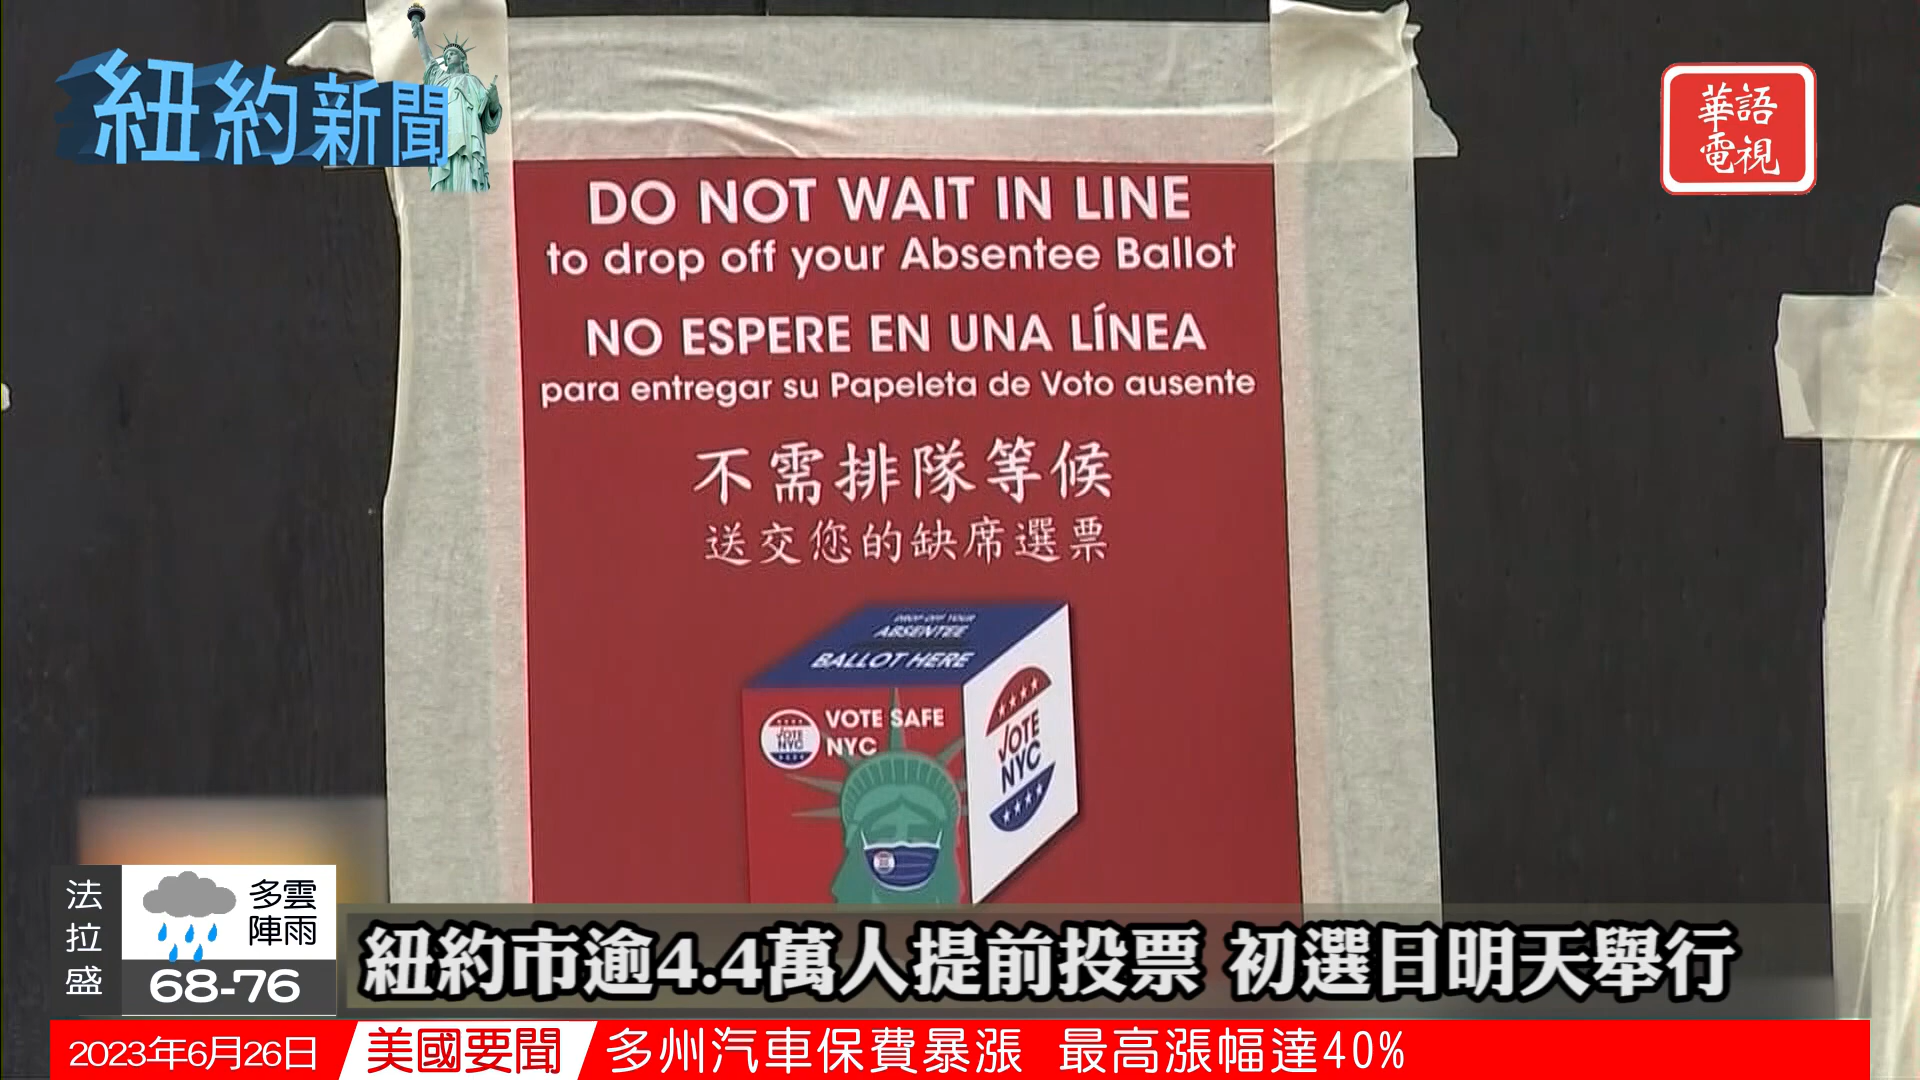 紐約新聞
華語
電視
DO NOT WAIT IN LINE
to drop off your Absentee Ballot
NO ESPERE EN UNA LÍNEA
para entregar su Papeleta de Voto ausente
不需排隊等候
送交您的缺席選票
DROP OFF YOUR
ABSENTEE
BALLOT HERE
VOTE SAFE
NYC
VOTE
NYC
VOTE
NYC
法拉盛
多雲
陣雨
68-76
紐約市逾4.4萬人提前投票 初選日明天舉行
2023年6月26日
美國要聞
多州汽車保費暴漲 最高漲幅達40%